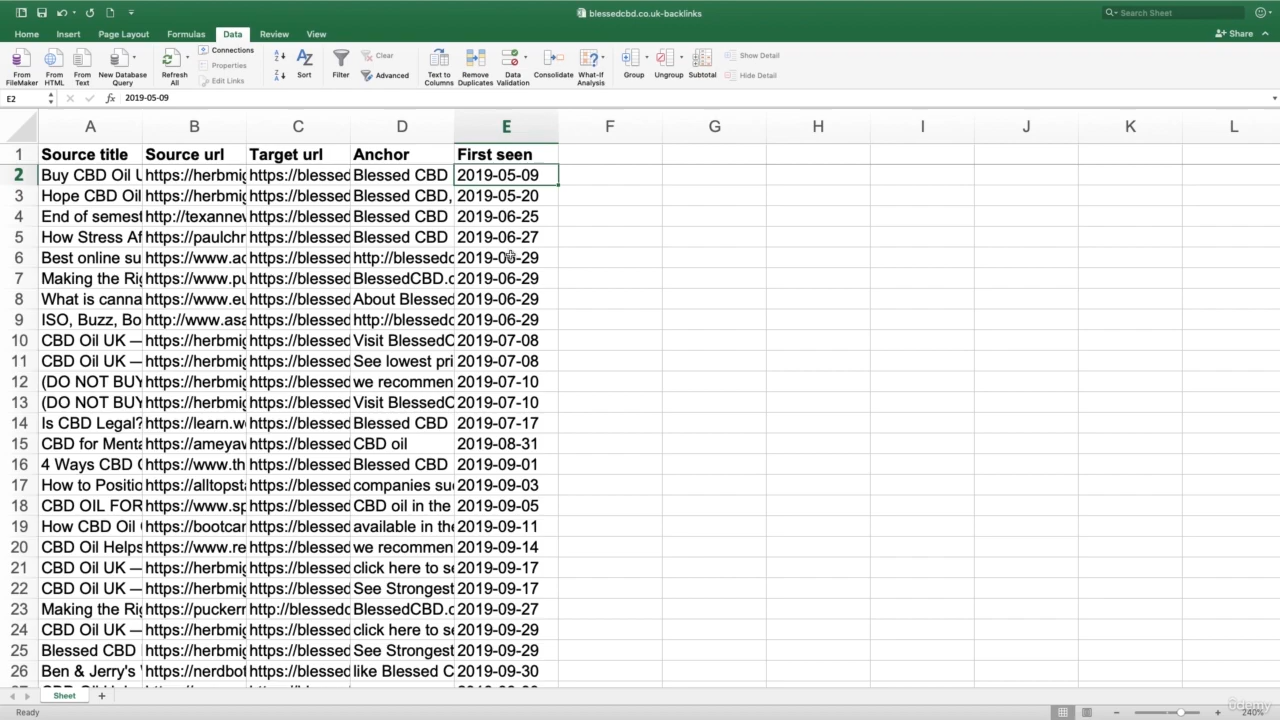 blessedcbd.co.uk-backlinks
Search Sheet
Home Insert Page Layout Formulas Data Review View
Share
From FileMaker
From HTML
From Text
New Database Query
Refresh All
Connections
Properties
Edit Links
Sort
Filter
Clear
Advanced
Text to Columns
Remove Duplicates
Data Validation
Consolidate
What-If Analysis
Group
Ungroup
Subtotal
Show Detail
Hide Detail
E2 fx 2019-05-09
A B C D E F G H I J K L
1 Source title Source url Target url Anchor First seen
2 Buy CBD Oil U https://herbmig https://blessed Blessed CBD 2019-05-09
3 Hope CBD Oil https://herbmig https://blessed Blessed CBD, 2019-05-20
4 End of semest http://texannew https://blessed Blessed CBD 2019-06-25
5 How Stress Af https://paulchr https://blessed Blessed CBD 2019-06-27
6 Best online su https://www.ac https://blessed http://blessedc 2019-06-29
7 Making the Rig https://www.pu https://blessed BlessedCBD.c 2019-06-29
8 What is canna https://www.eu https://blessed About Blessed 2019-06-29
9 ISO, Buzz, Bo http://www.asa https://blessed http://blessedc 2019-06-29
10 CBD Oil UK — https://herbmig https://blessed Visit BlessedC 2019-07-08
11 CBD Oil UK — https://herbmig https://blessed See lowest pri 2019-07-08
12 (DO NOT BUY https://herbmig https://blessed we recommen 2019-07-10
13 (DO NOT BUY https://herbmig https://blessed Visit BlessedC 2019-07-10
14 Is CBD Legal? https://learn.we https://blessed Blessed CBD 2019-07-17
15 CBD for Menta https://ameyaw https://blessed CBD oil 2019-08-31
16 4 Ways CBD C https://www.th https://blessed Blessed CBD 2019-09-01
17 How to Positio https://alltopsta https://blessed companies su 2019-09-03
18 CBD OIL FOR https://www.sp https://blessed CBD oil in the 2019-09-05
19 How CBD Oil https://bootcar https://blessed available in the 2019-09-11
20 CBD Oil Helps https://www.re https://blessed we recommen 2019-09-14
21 CBD Oil UK — https://herbmig https://blessed click here to se 2019-09-17
22 CBD Oil UK — https://herbmig https://blessed See Strongest 2019-09-17
23 Making the Rig https://puckerm http://blessedc BlessedCBD.c 2019-09-27
24 CBD Oil UK — https://herbmig https://blessed click here to se 2019-09-29
25 Blessed CBD https://herbmig https://blessed See Strongest 2019-09-29
26 Ben & Jerry's https://nerdbot https://blessed like Blessed C 2019-09-30
Sheet
Ready
240%
ûdemy